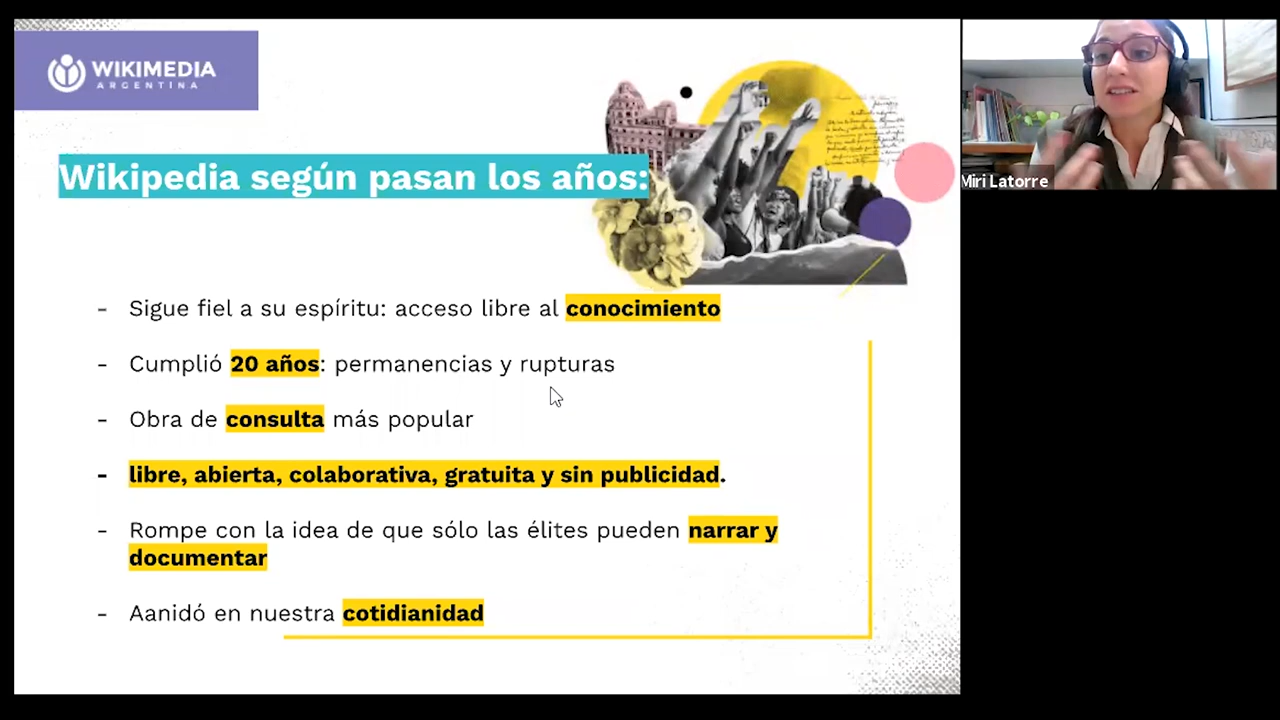 WIKIMEDIA
ARGENTINA
Wikipedia según pasan los años:
- Sigue fiel a su espíritu: acceso libre al conocimiento
- Cumplió 20 años: permanencias y rupturas
- Obra de consulta más popular
- libre, abierta, colaborativa, gratuita y sin publicidad.
- Rompe con la idea de que sólo las élites pueden narrar y
documentar
- Aanidó en nuestra cotidianidad
Miri Latorre